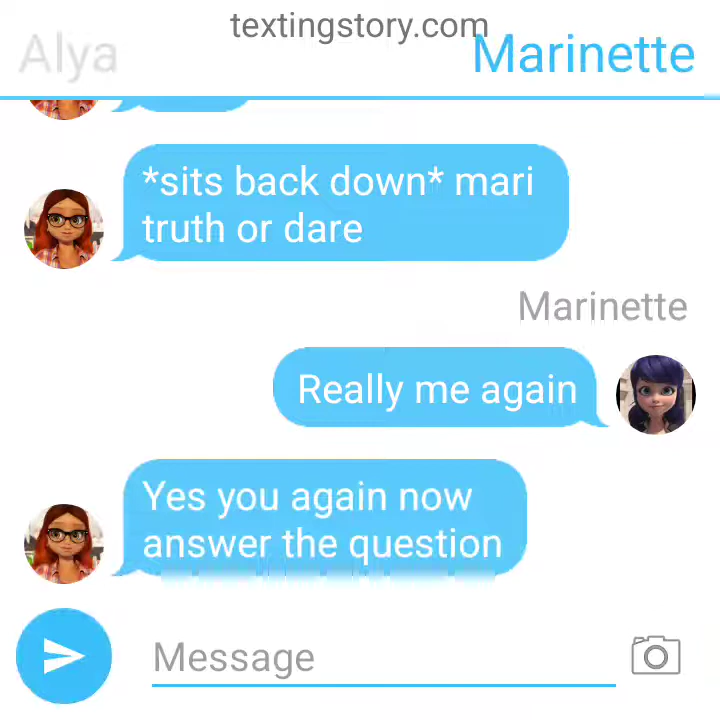 textingstory.com
Alya
Marinette
*sits back down* mari
truth or dare
Marinette
Really me again
Yes you again now
answer the question
Message